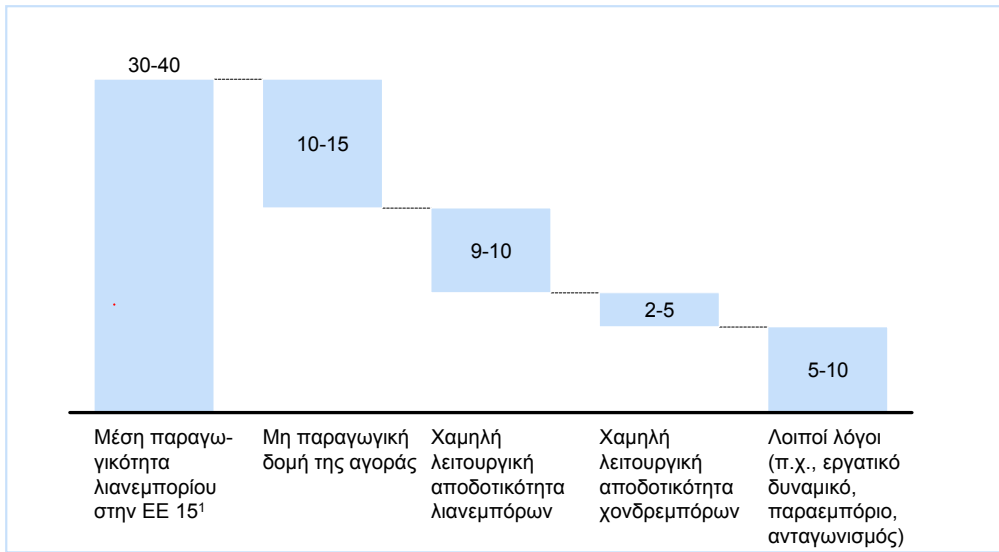 30-40
10-15
9-10
2-5
5-10
Μέση παραγω-
γικότητα
λιανεμπορίου
στην ΕΕ 15¹
Μη παραγωγική
δομή της αγοράς
Χαμηλή
λειτουργική
αποδοτικότητα
λιανεμπόρων
Χαμηλή
λειτουργική
αποδοτικότητα
χονδρεμπόρων
Λοιποί λόγοι
(π.χ., εργατικό
δυναμικό,
παραεμπόριο,
ανταγωνισμός)